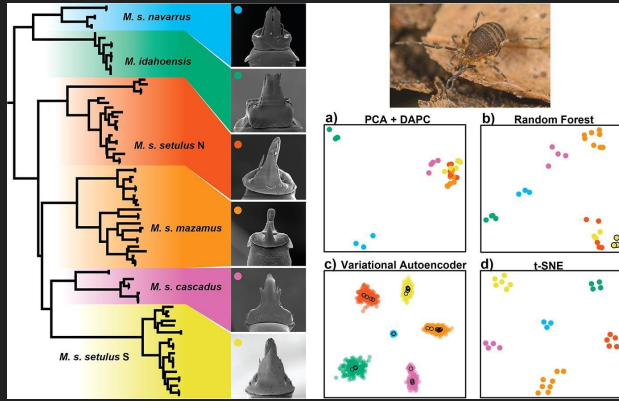 M. s. navarrus
M. idahoensis
M. s. setulus N
M. s. mazamus
M. s. cascadus
M. s. setulus S
a) PCA + DAPC
b) Random Forest
c) Variational Autoencoder
d) t-SNE